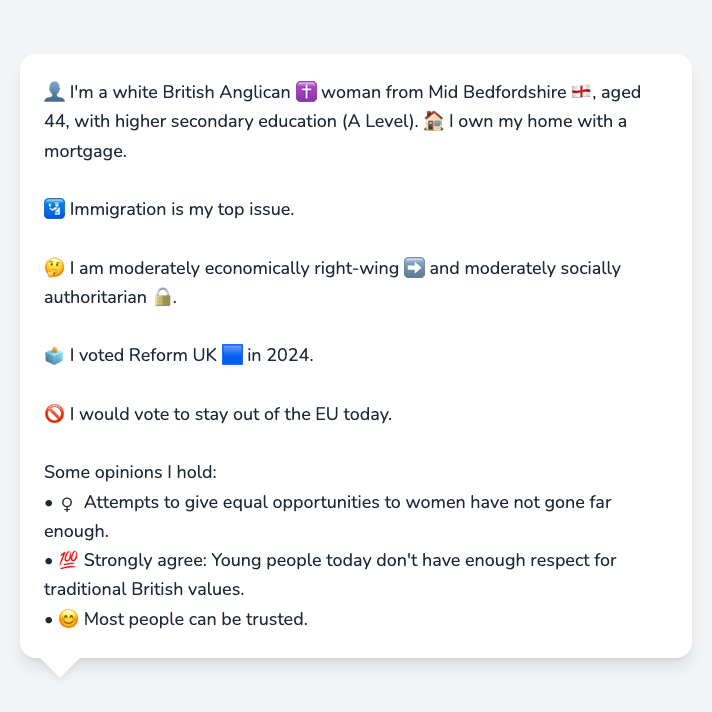 👤 I'm a white British Anglican ✝️ woman from Mid Bedfordshire 🏴󠁧󠁢󠁥󠁮󠁧󠁿, aged
44, with higher secondary education (A Level). 🏠 I own my home with a
mortgage.
🛂 Immigration is my top issue.
🤔 I am moderately economically right-wing ➡️ and moderately socially
authoritarian 🔒.
🗳️ I voted Reform UK 🟦 in 2024.
🚫 I would vote to stay out of the EU today.
Some opinions I hold:
• ♀️ Attempts to give equal opportunities to women have not gone far
enough.
• 💯 Strongly agree: Young people today don't have enough respect for
traditional British values.
• 😊 Most people can be trusted.